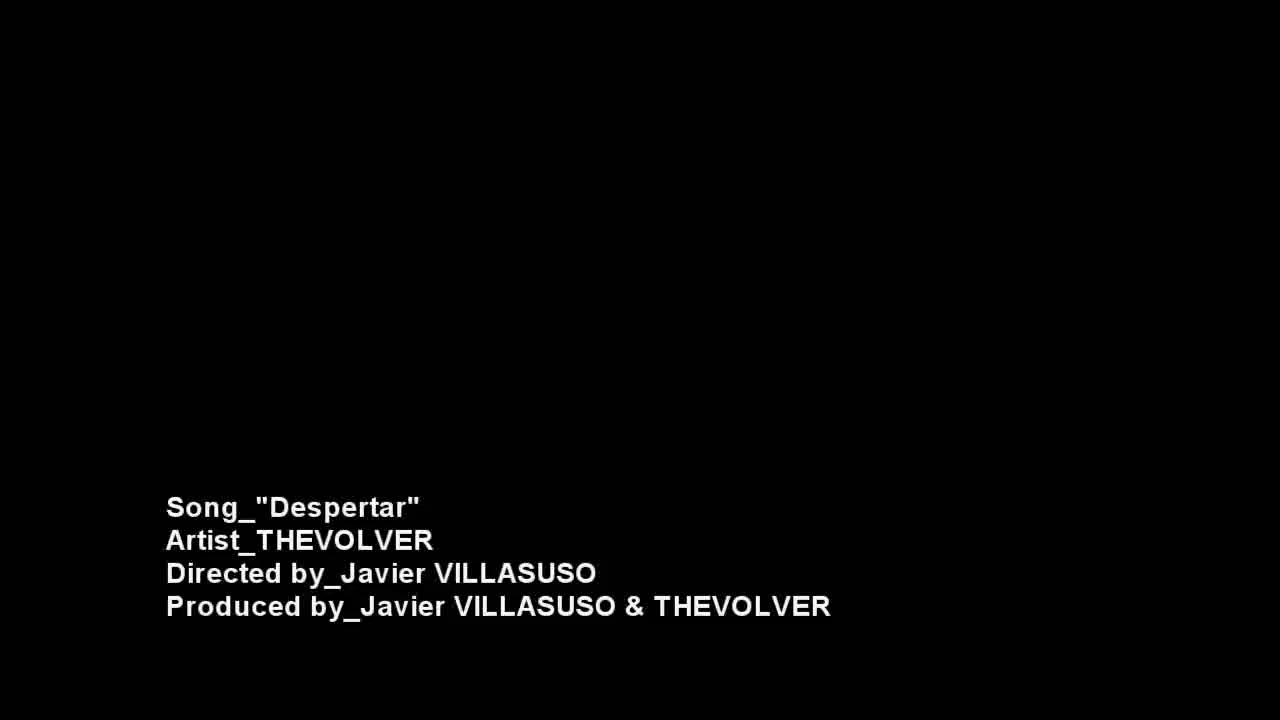 Song_"Despertar"
Artist_THEVOLVER
Directed by_Javier VILLASUSO
Produced by_Javier VILLASUSO & THEVOLVER